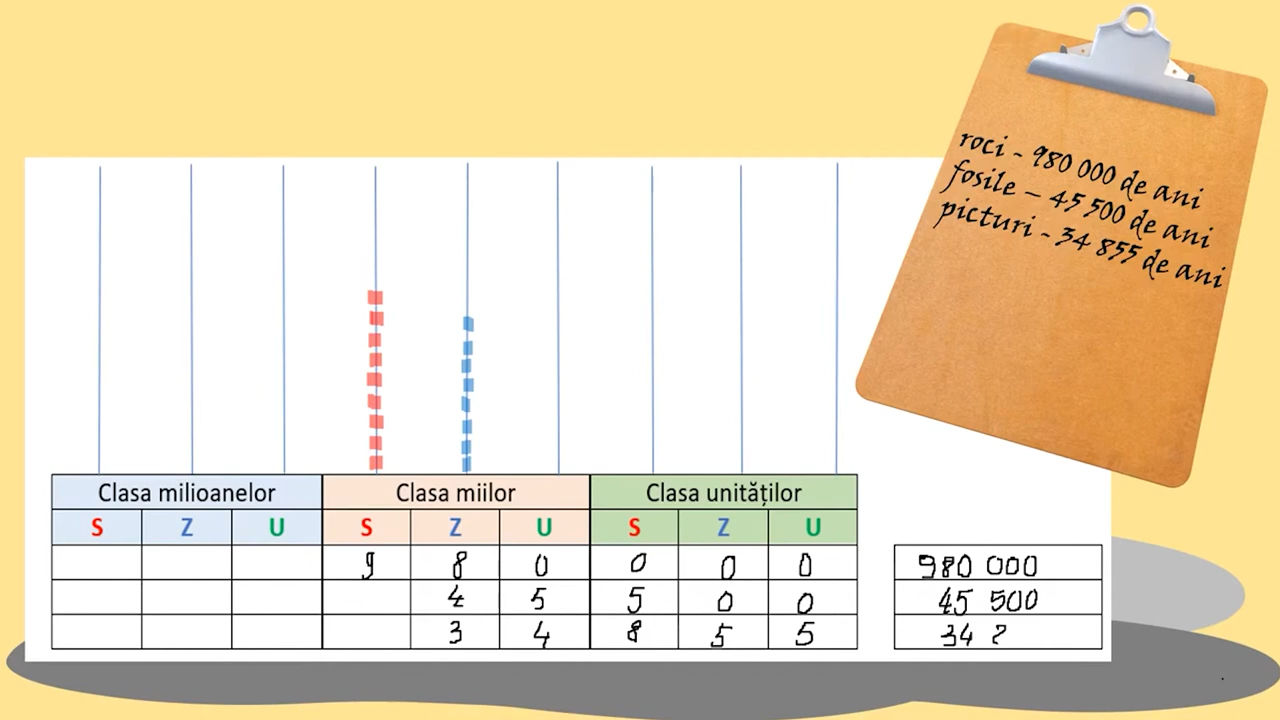 roci - 980 000 de ani
fosile – 45 500 de ani
picturi - 34 855 de ani
Clasa milioanelor Clasa miilor Clasa unităților
S Z U S Z U S Z U
9 8 0 0 0 0 980 000
4 5 5 0 0 45 500
3 4 8 5 5 34